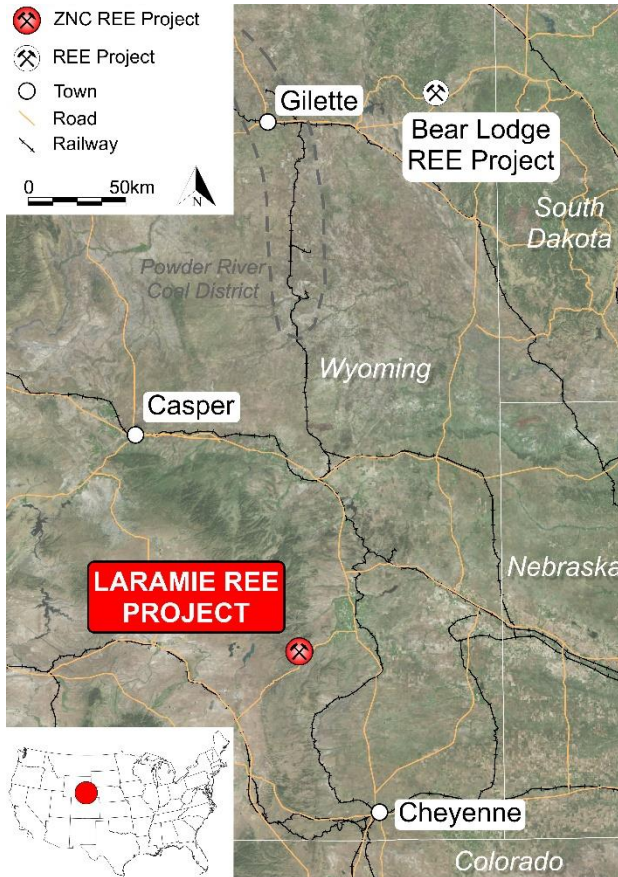 ZNC REE Project
REE Project
Town
Road
Railway
0 50km
N
Gilette
Bear Lodge
REE Project
South
Dakota
Powder River
Coal District
Wyoming
Casper
LARAMIE REE
PROJECT
Nebraska
Cheyenne
Colorado